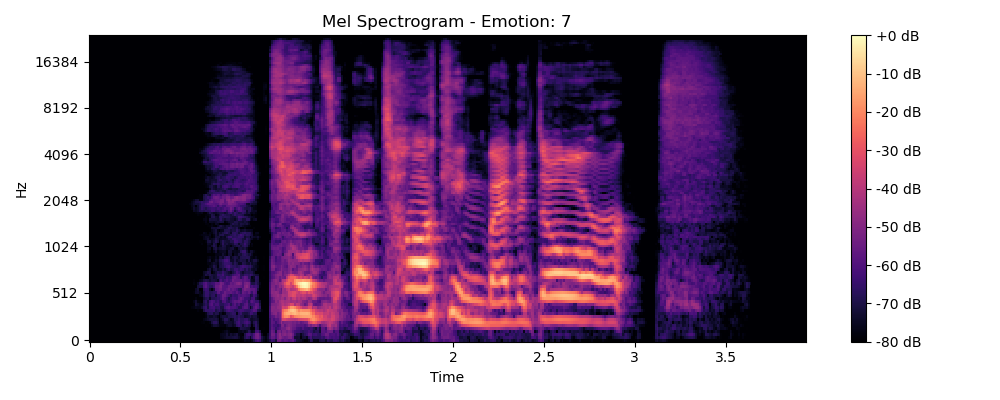 Mel Spectrogram - Emotion: 7
Hz
16384
8192
4096
2048
1024
512
0
0 0.5 1 1.5 2 2.5 3 3.5
Time
+0 dB
-10 dB
-20 dB
-30 dB
-40 dB
-50 dB
-60 dB
-70 dB
-80 dB